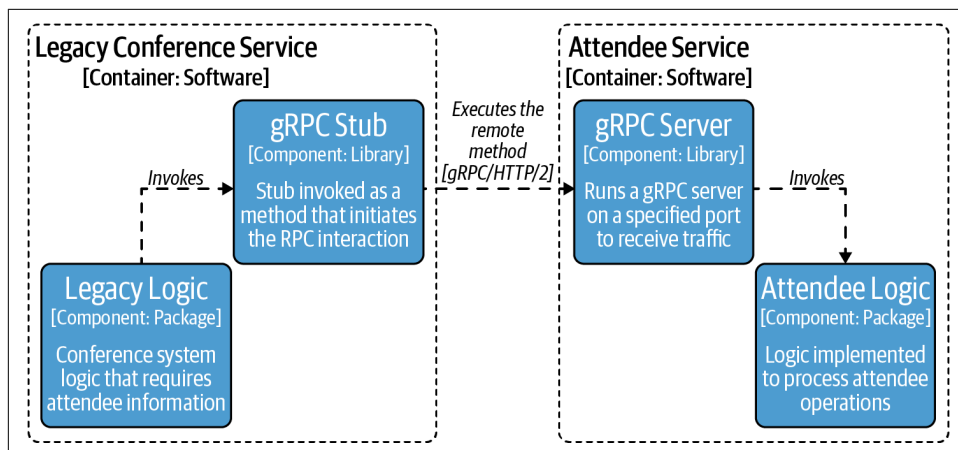 Legacy Conference Service
[Container: Software]
gRPC Stub
[Component: Library]
Stub invoked as a
method that initiates
the RPC interaction
Invokes
Legacy Logic
[Component: Package]
Conference system
logic that requires
attendee information
Executes the
remote
method
[gRPC/HTTP/2]
Attendee Service
[Container: Software]
gRPC Server
[Component: Library]
Runs a gRPC server
on a specified port
to receive traffic
Invokes
Attendee Logic
[Component: Package]
Logic implemented
to process attendee
operations